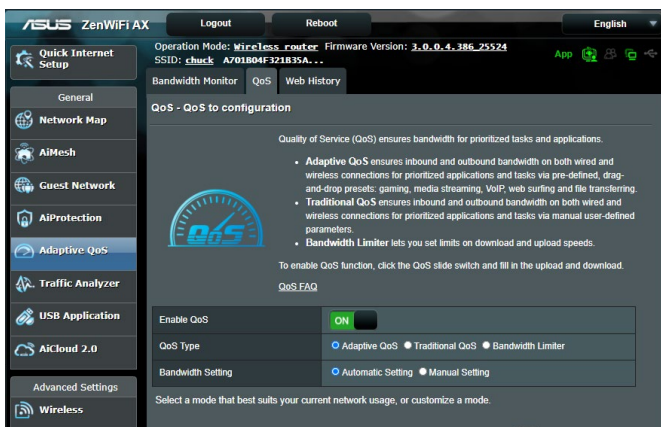 ASUS ZenWiFi AX Logout Reboot English
Quick Internet Setup
Operation Mode: Wireless router Firmware Version: 3.0.0.4.386_25524
SSID: chuck A701B04F321B35A...
App
Bandwidth Monitor QoS Web History
General
Network Map
AiMesh
Guest Network
AiProtection
Adaptive QoS
Traffic Analyzer
USB Application
AiCloud 2.0
Advanced Settings
Wireless
QoS - QoS to configuration
Quality of Service (QoS) ensures bandwidth for prioritized tasks and applications.
• Adaptive QoS ensures inbound and outbound bandwidth on both wired and
wireless connections for prioritized applications and tasks via pre-defined, drag-
and-drop presets: gaming, media streaming, VoIP, web surfing and file transferring.
• Traditional QoS ensures inbound and outbound bandwidth on both wired and
wireless connections for prioritized applications and tasks via manual user-defined
parameters.
• Bandwidth Limiter lets you set limits on download and upload speeds.
QoS
To enable QoS function, click the QoS slide switch and fill in the upload and download.
QoS FAQ
Enable QoS ON
QoS Type Adaptive QoS Traditional QoS Bandwidth Limiter
Bandwidth Setting Automatic Setting Manual Setting
Select a mode that best suits your current network usage, or customize a mode.